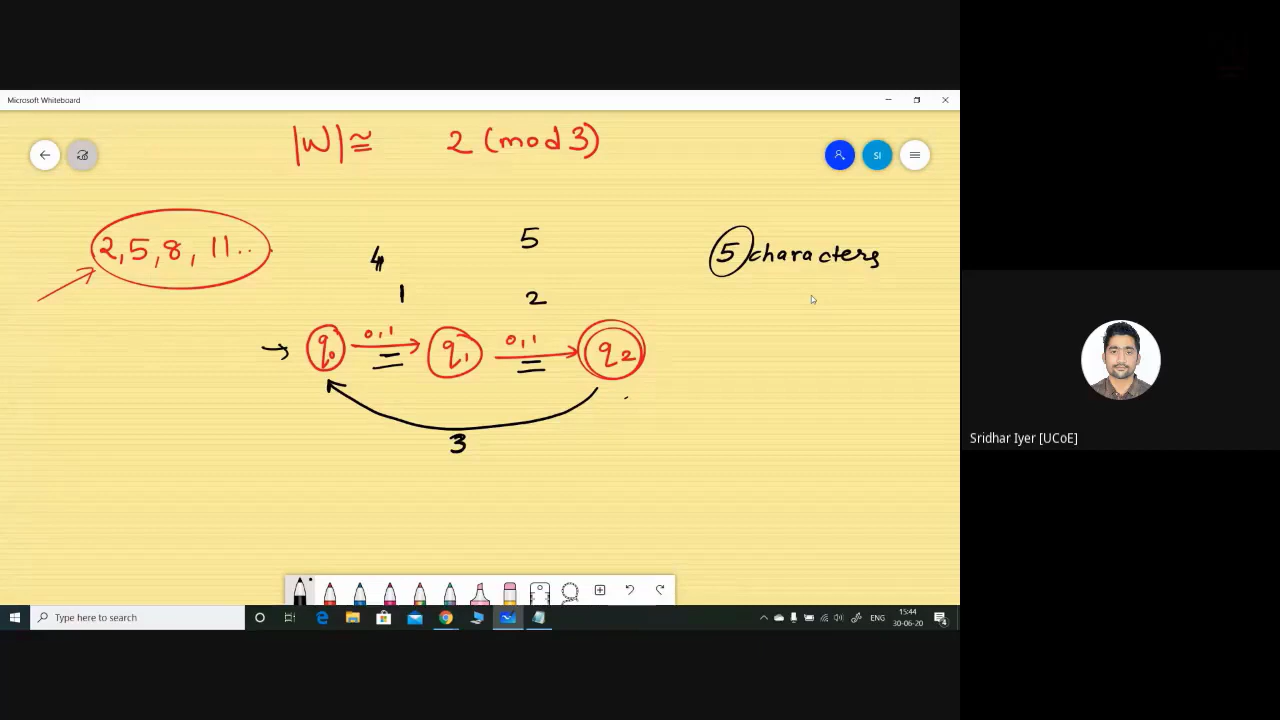 Microsoft Whiteboard
|W| ≅ 2 (mod 3)
SI
2, 5, 8, 11..
4
5
5 characters
1
2
q0 0,1 q1 0,1 q2
3
Sridhar Iyer [UCoE]
Type here to search
ENG
15:44
30-06-20
4